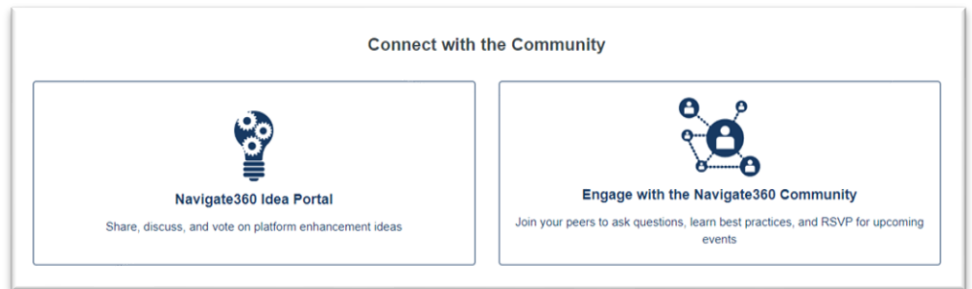 Connect with the Community
Navigate360 Idea Portal
Share, discuss, and vote on platform enhancement ideas
Engage with the Navigate360 Community
Join your peers to ask questions, learn best practices, and RSVP for upcoming
events